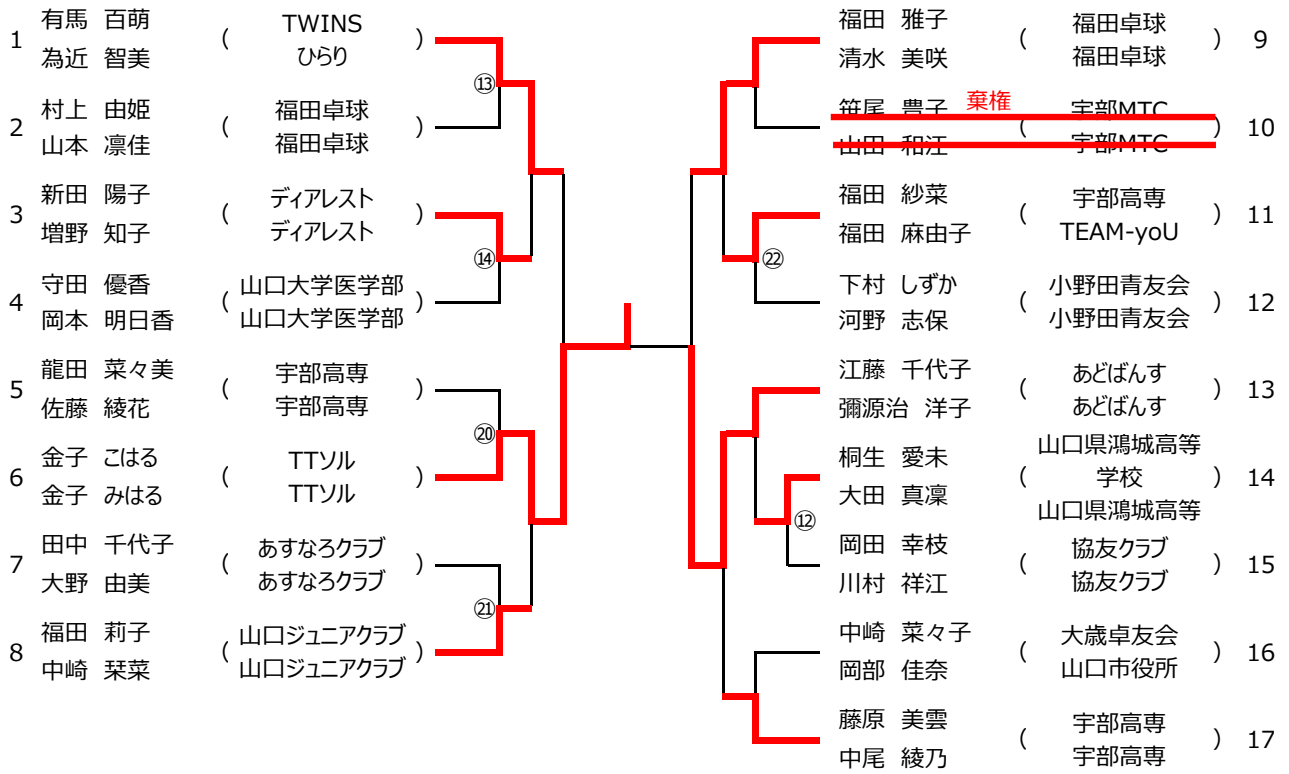 1 有馬 百萌 ( TWINS )
為近 智美 ひらり
⑬
2 村上 由姫 ( 福田卓球 )
山本 凛佳 福田卓球
3 新田 陽子 ( ディアレスト )
増野 知子 ディアレスト
⑭
4 守田 優香 ( 山口大学医学部 )
岡本 明日香 山口大学医学部
5 龍田 菜々美 ( 宇部高専 )
佐藤 綾花 宇部高専
⑳
6 金子 こはる ( TTソル )
金子 みはる TTソル
7 田中 千代子 ( あすなろクラブ )
大野 由美 あすなろクラブ
㉑
8 福田 莉子 ( 山口ジュニアクラブ )
中崎 栞菜 山口ジュニアクラブ
福田 雅子 ( 福田卓球 ) 9
清水 美咲 福田卓球
笹尾 豊子 棄権 ( 宇部MTC ) 10
山田 和江 宇部MTC
福田 紗菜 ( 宇部高専 ) 11
福田 麻由子 TEAM-yoU
㉒
下村 しずか ( 小野田青友会 ) 12
河野 志保 小野田青友会
江藤 千代子 ( あどばんす ) 13
彌源治 洋子 あどばんす
山口県鴻城高等
桐生 愛未 ( 学校 ) 14
大田 真凜 山口県鴻城高等
⑫
岡田 幸枝 ( 協友クラブ ) 15
川村 祥江 協友クラブ
中崎 菜々子 ( 大歳卓友会 ) 16
岡部 佳奈 山口市役所
藤原 美雲 ( 宇部高専 ) 17
中尾 綾乃 宇部高専